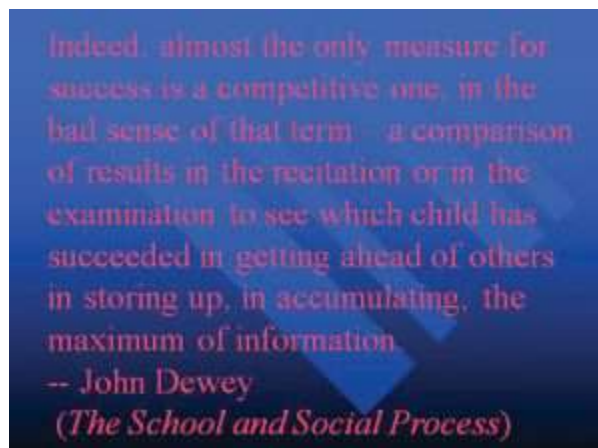 Indeed, almost the only measure for
success is a competitive one, in the
bad sense of that term a comparison
of results in the recitation or in the
examination to see which child has
succeeded in getting ahead of others
in storing up, in accumulating, the
maximum of information
-- John Dewey
(The School and Social Process)